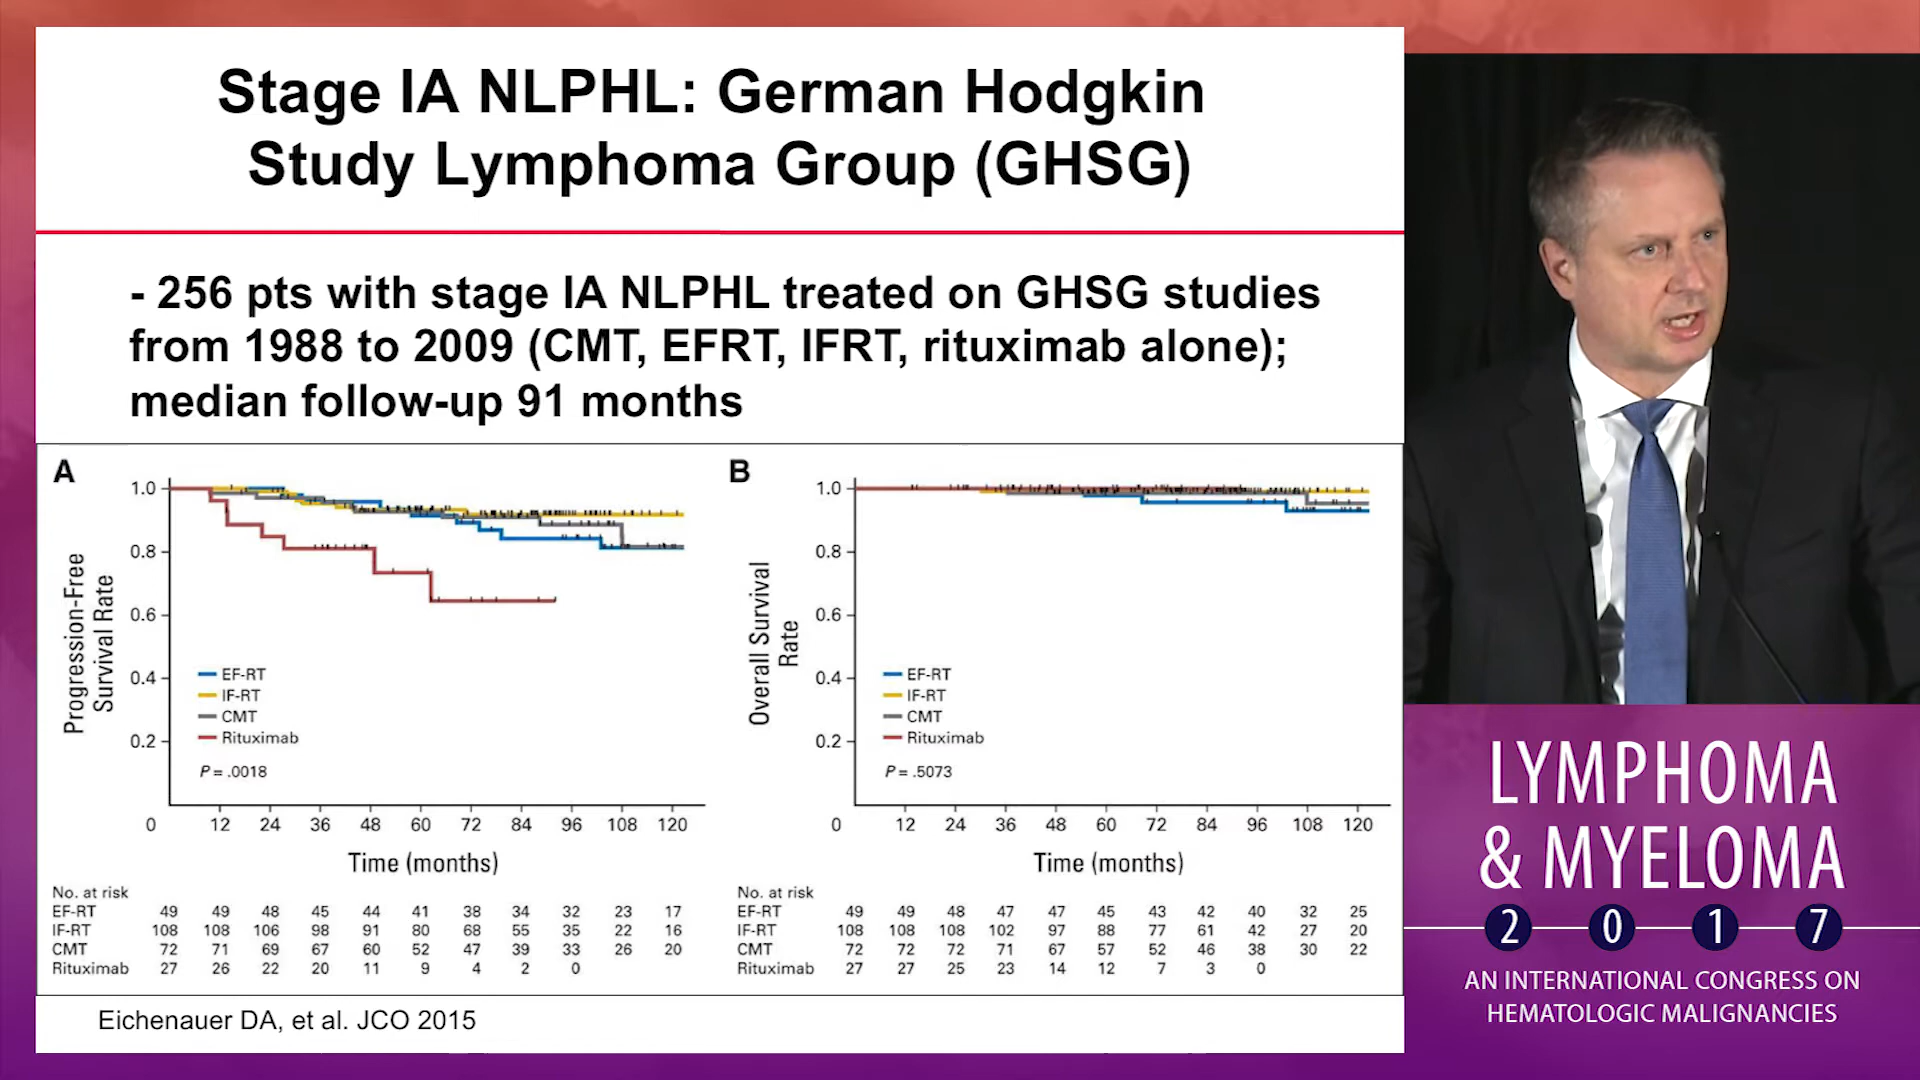 Stage IA NLPHL: German Hodgkin
Study Lymphoma Group (GHSG)
- 256 pts with stage IA NLPHL treated on GHSG studies
from 1988 to 2009 (CMT, EFRT, IFRT, rituximab alone);
median follow-up 91 months
A
Progression-Free
Survival Rate
1.0
0.8
0.6
0.4
0.2
EF-RT
IF-RT
CMT
Rituximab
P = .0018
0 12 24 36 48 60 72 84 96 108 120
Time (months)
No. at risk
EF-RT 49 49 48 45 44 41 38 34 32 23 17
IF-RT 108 108 106 98 91 80 68 55 35 22 16
CMT 72 71 69 67 60 52 47 39 33 26 20
Rituximab 27 26 22 20 11 9 4 2 0
B
Overall Survival
Rate
1.0
0.8
0.6
0.4
0.2
EF-RT
IF-RT
CMT
Rituximab
P = .5073
0 12 24 36 48 60 72 84 96 108 120
Time (months)
No. at risk
EF-RT 49 49 48 47 47 45 43 42 40 32 25
IF-RT 108 108 108 102 97 88 77 61 42 27 20
CMT 72 72 72 71 67 57 52 46 38 30 22
Rituximab 27 27 25 23 14 12 7 3 0
Eichenauer DA, et al. JCO 2015
LYMPHOMA
& MYELOMA
2017
AN INTERNATIONAL CONGRESS ON
HEMATOLOGIC MALIGNANCIES